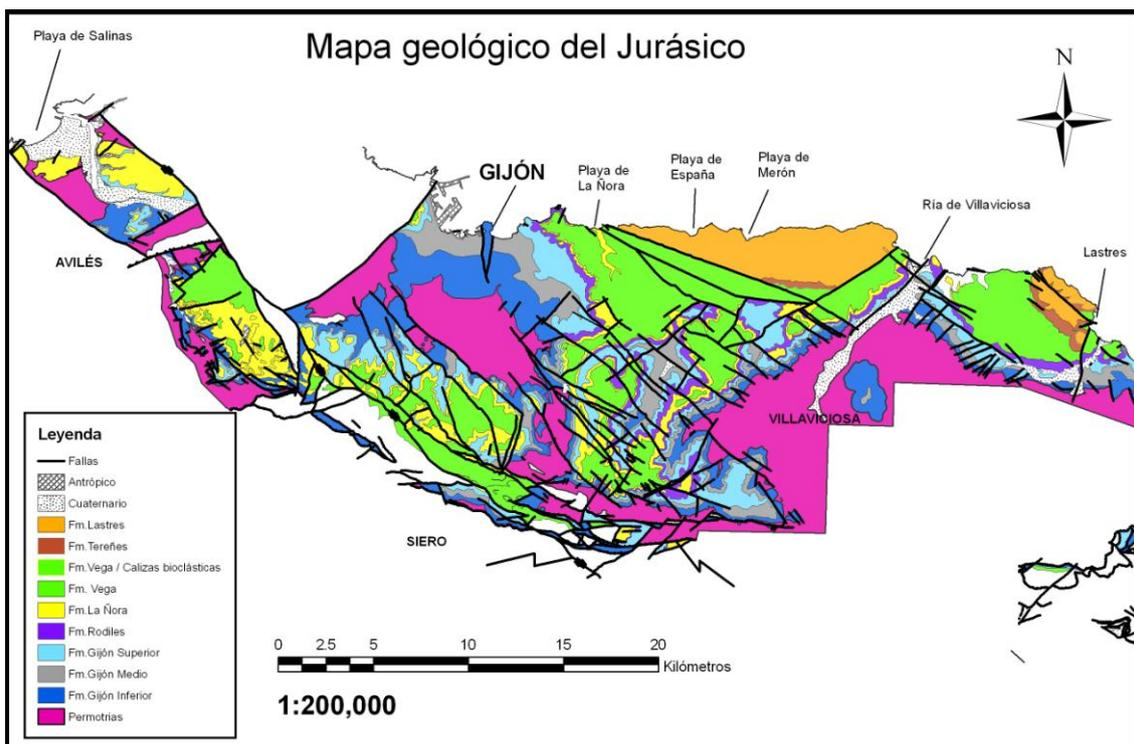 Mapa geológico del Jurásico
Playa de Salinas
N
GIJÓN
Playa de
La Ñora
Playa de
España
Playa de
Merón
Ría de Villaviciosa
Lastres
AVILÉS
VILLAVICIOSA
SIERO
Leyenda
Fallas
Antrópico
Cuaternario
Fm.Lastres
Fm.Tereñes
Fm.Vega / Calizas bioclásticas
Fm. Vega
Fm.La Ñora
Fm.Rodiles
Fm.Gijón Superior
Fm.Gijón Medio
Fm.Gijón Inferior
Permotrias
0 2.5 5 10 15 20
Kilómetros
1:200,000